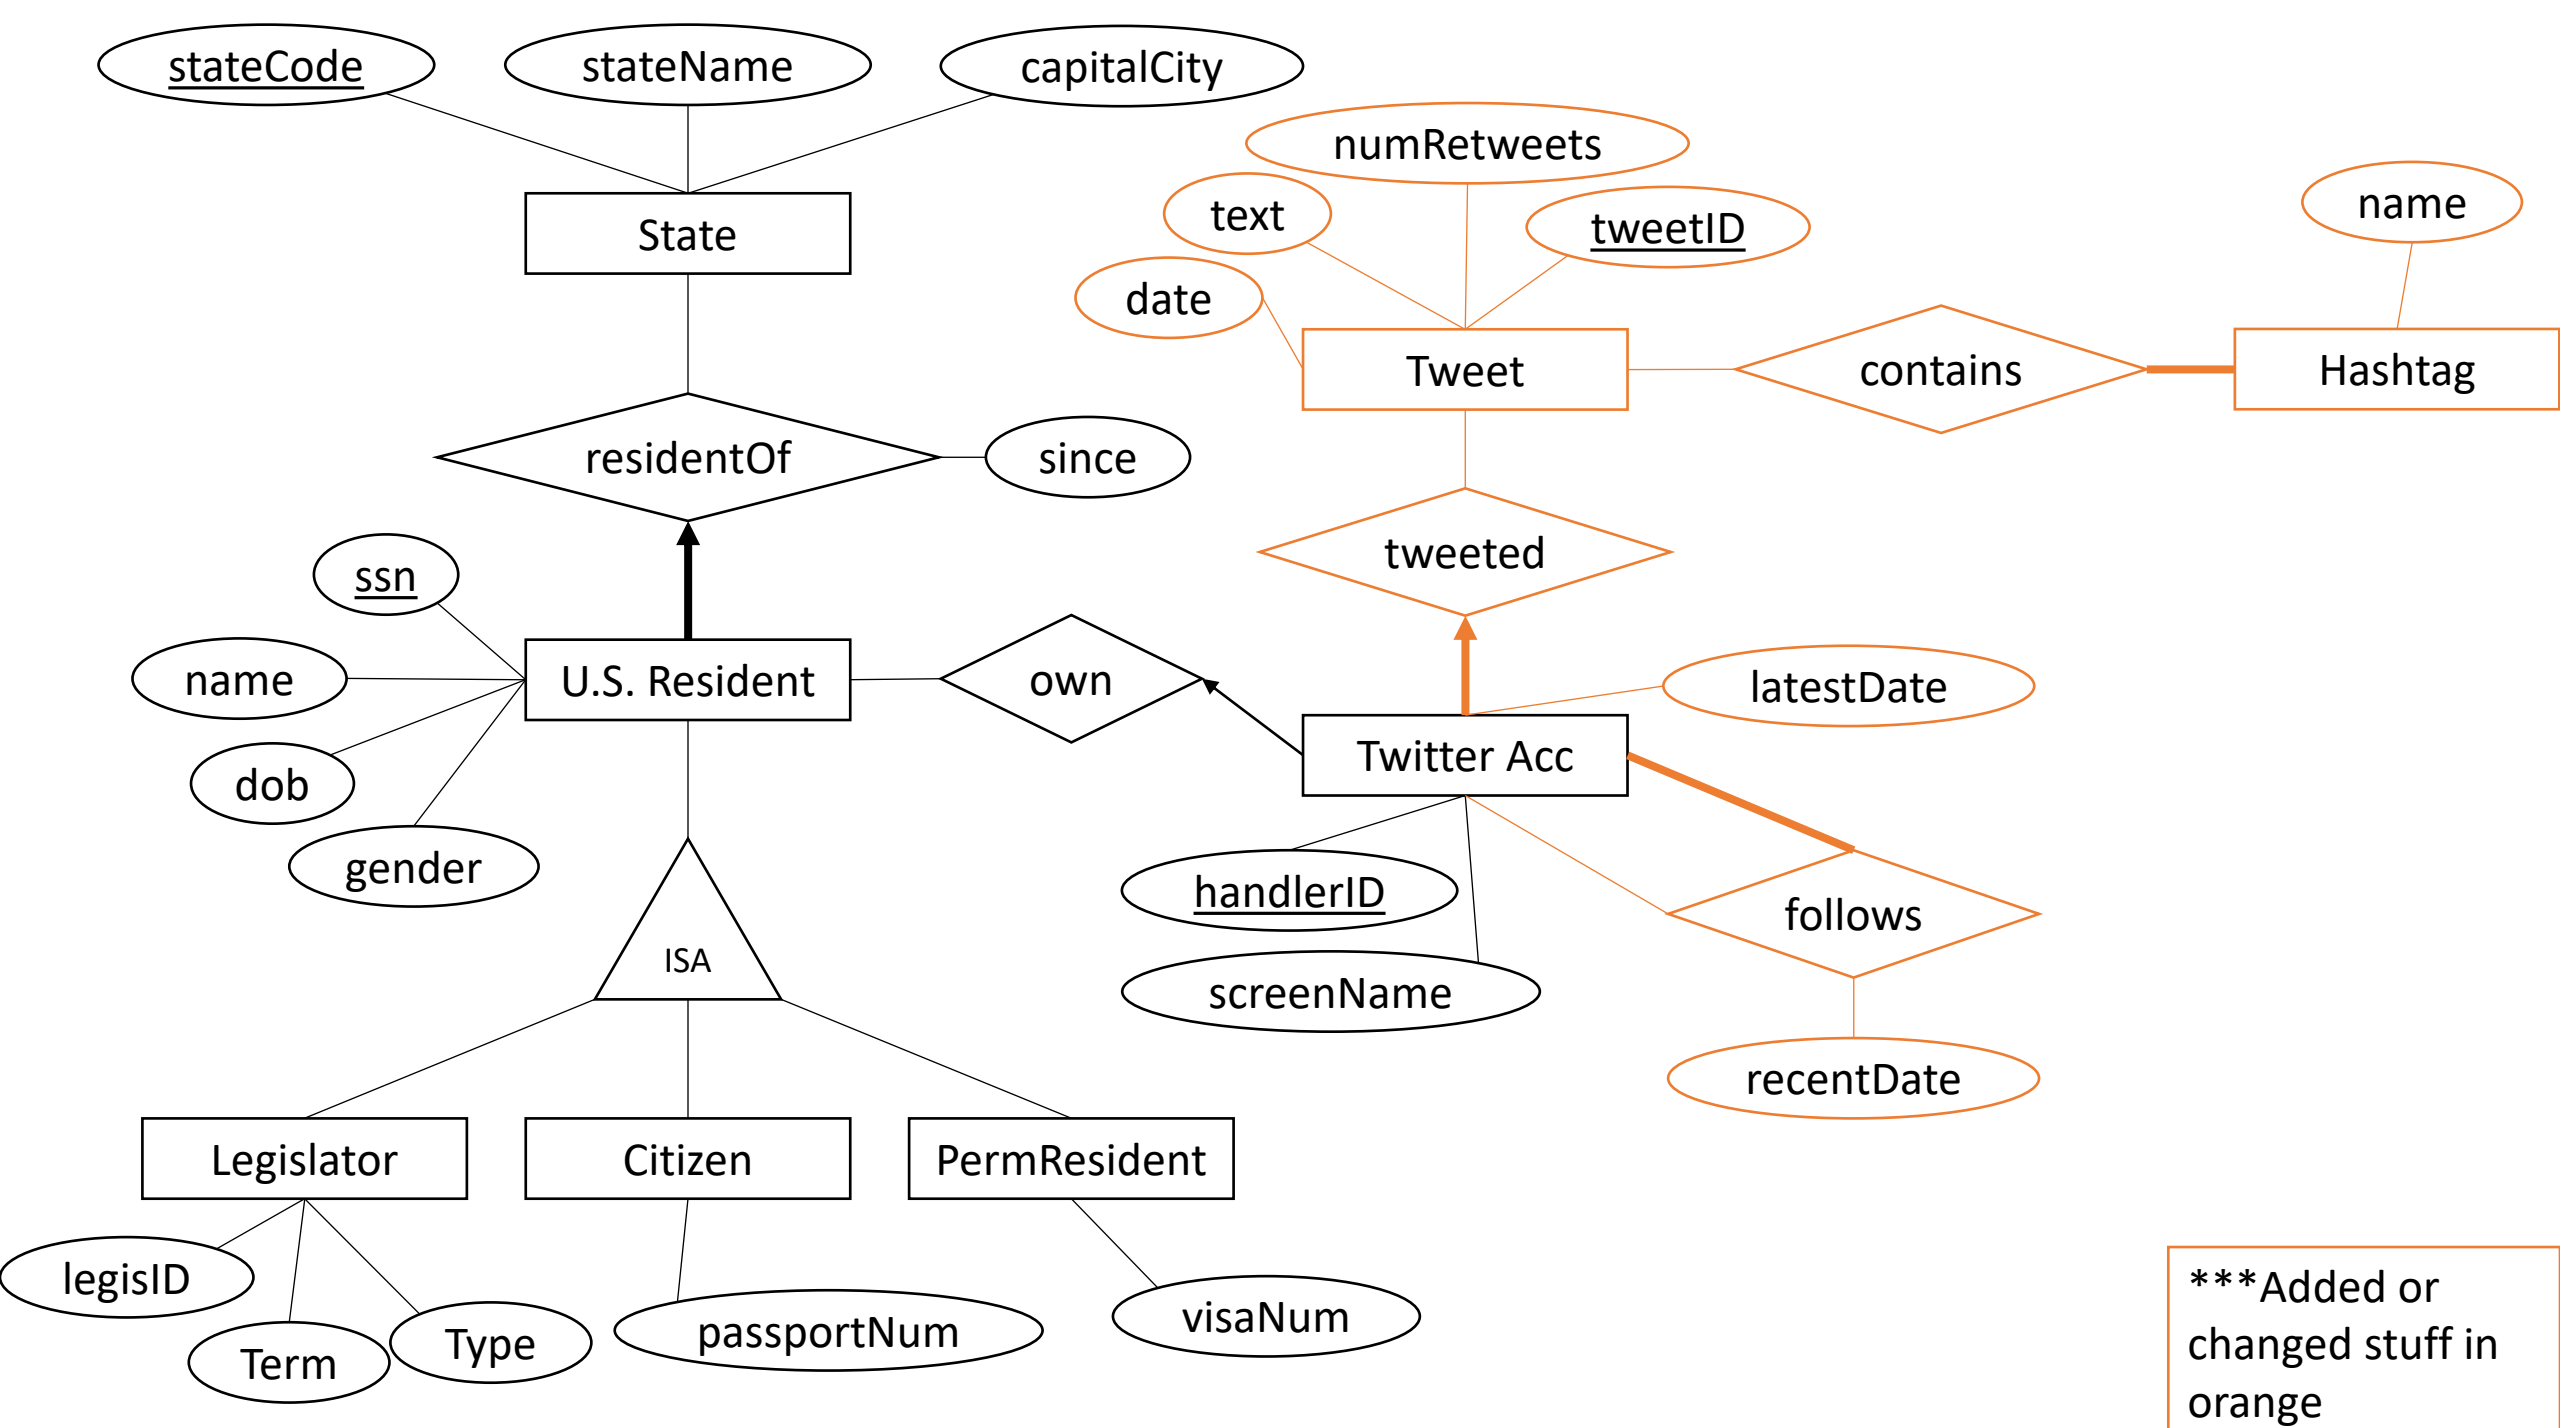 stateCode
stateName
capitalCity
numRetweets
name
text
tweetID
State
date
Tweet
contains
Hashtag
residentOf
since
tweeted
ssn
name
U.S. Resident
own
latestDate
Twitter Acc
dob
gender
handlerID
follows
ISA
screenName
recentDate
Legislator
Citizen
PermResident
legisID
Term
Type
passportNum
visaNum
***Added or
changed stuff in
orange